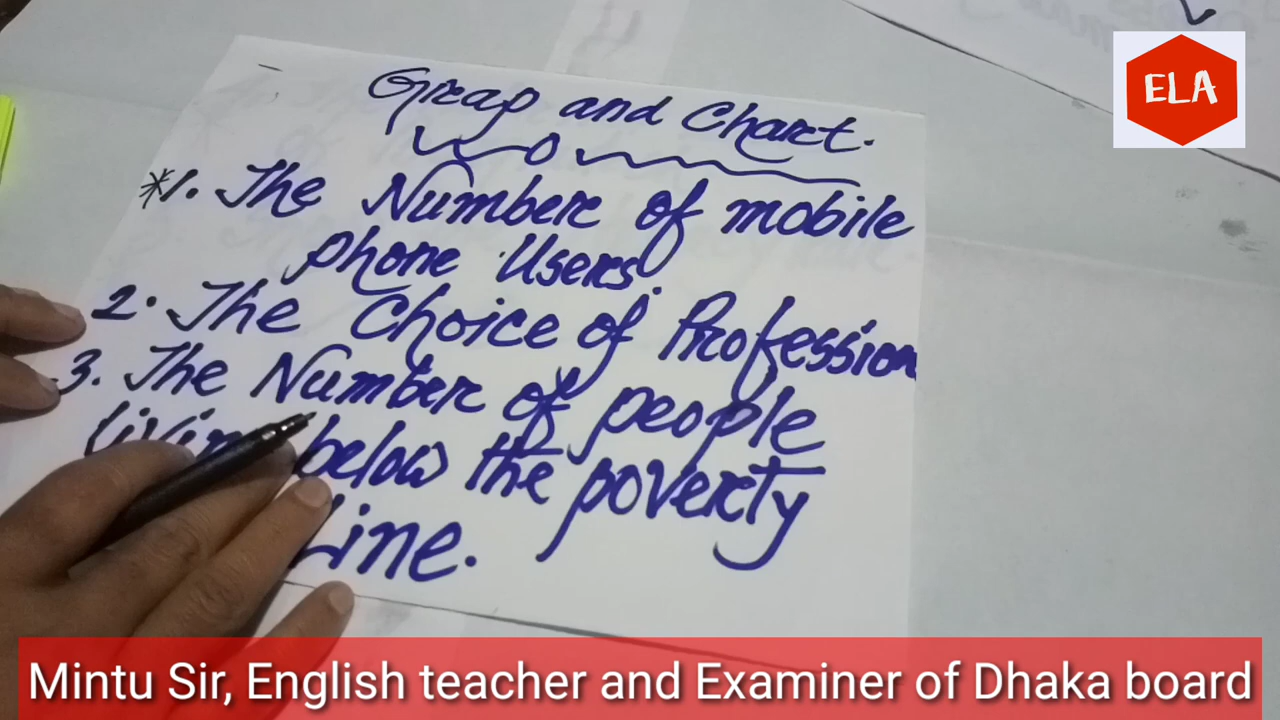 Grap and Chart.
*1. The Number of mobile
phone Users.
2. The Choice of Profession
3. The Number of people
living below the poverty
Line.
ELA
Mintu Sir, English teacher and Examiner of Dhaka board